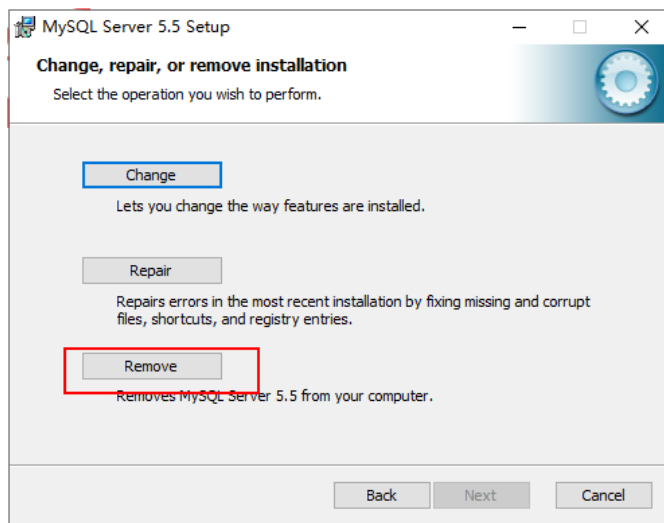 MySQL Server 5.5 Setup
Change, repair, or remove installation
Select the operation you wish to perform.
Change
Lets you change the way features are installed.
Repair
Repairs errors in the most recent installation by fixing missing and corrupt
files, shortcuts, and registry entries.
Remove
Removes MySQL Server 5.5 from your computer.
Back
Next
Cancel